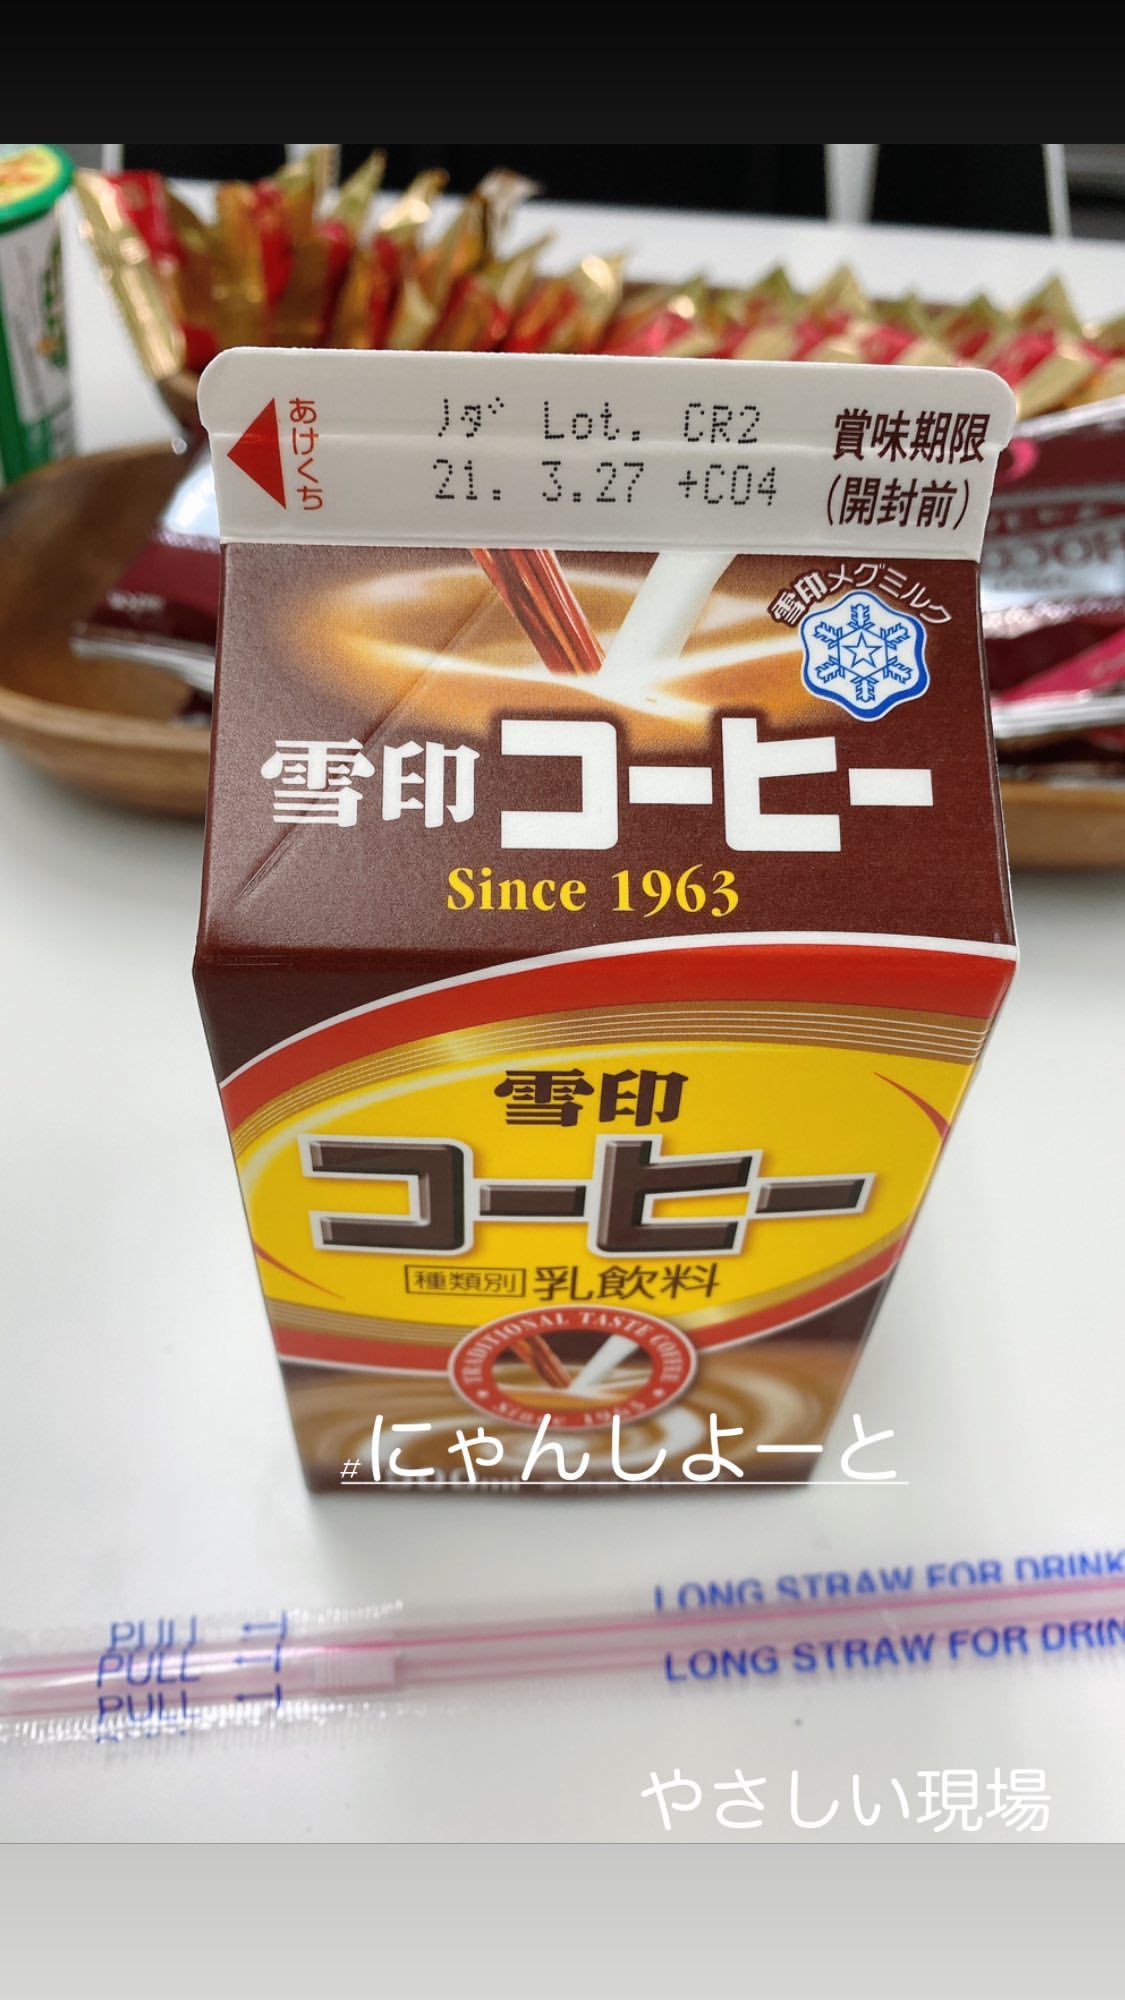 あけくち
ノダ Lot. CR2
21. 3.27 +C04
賞味期限
(開封前)
雪印メグミルク
雪印コーヒー
Since 1963
雪印
コーヒー
種類別 乳飲料
TRADITIONAL TASTE COFFEE
Since 1963
#にゃんしよーと
LONG STRAW FOR DRINK
PULL
PULL
LONG STRAW FOR DRIN
PULL
やさしい現場